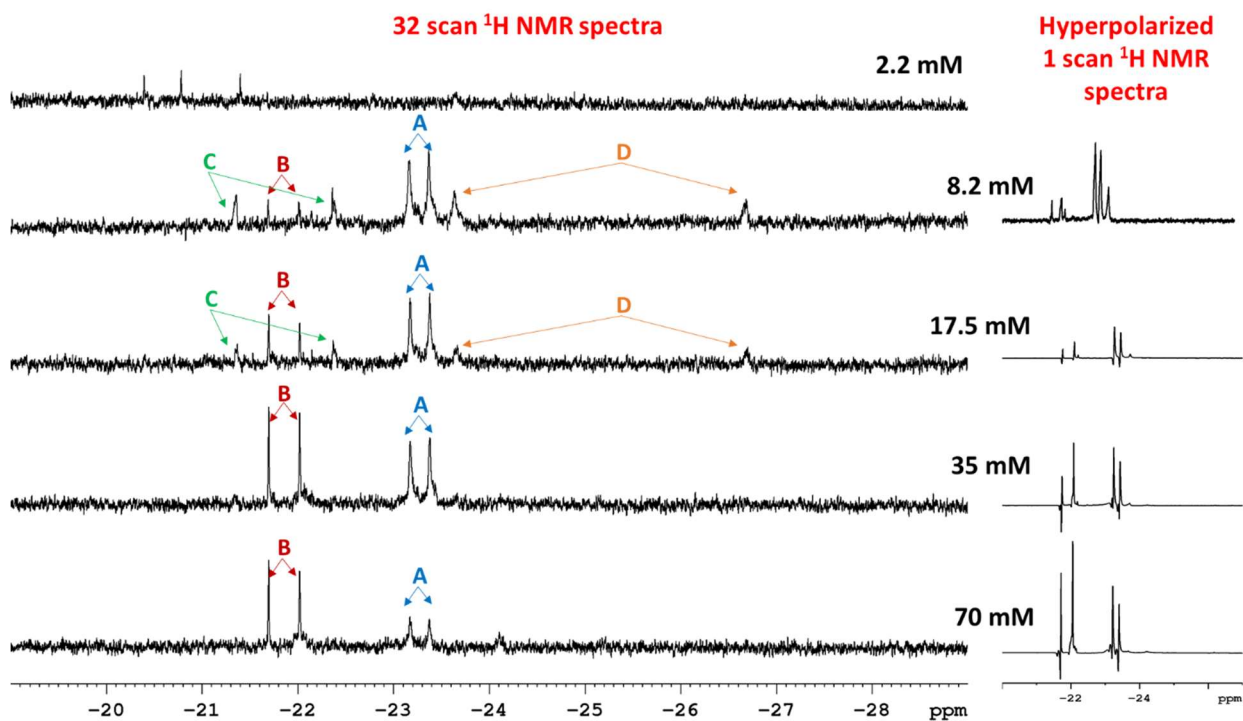 32 scan ¹H NMR spectra
Hyperpolarized
1 scan ¹H NMR
spectra
2.2 mM
A
C
B
D
8.2 mM
A
C
B
D
17.5 mM
B
A
35 mM
B
A
70 mM
-20 -21 -22 -23 -24 -25 -26 -27 -28 ppm
-22 -24 ppm